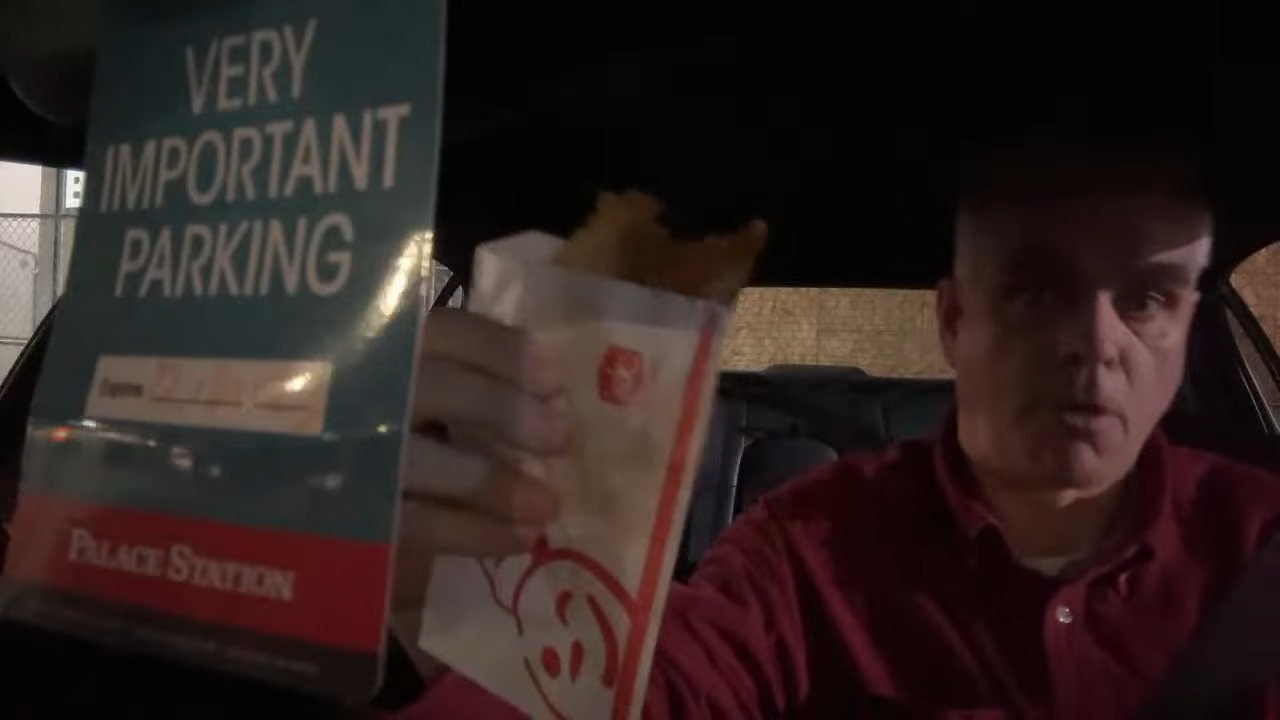 VERY
IMPORTANT
PARKING
Expires
PALACE STATION